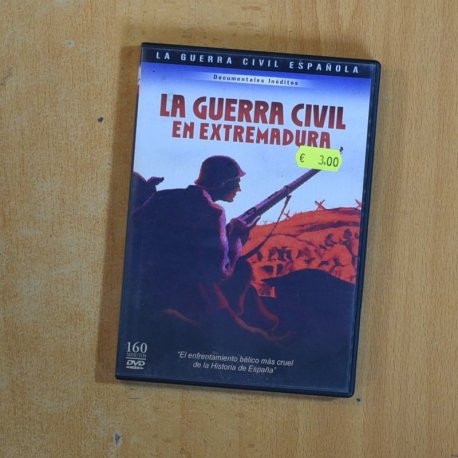 LA GUERRA CIVIL ESPAÑOLA
Documentales Inéditos
LA GUERRA CIVIL
EN EXTREMADURA
€ 3,00
160
MINUTOS
DVD
"El enfrentamiento bélico más cruel
de la Historia de España"